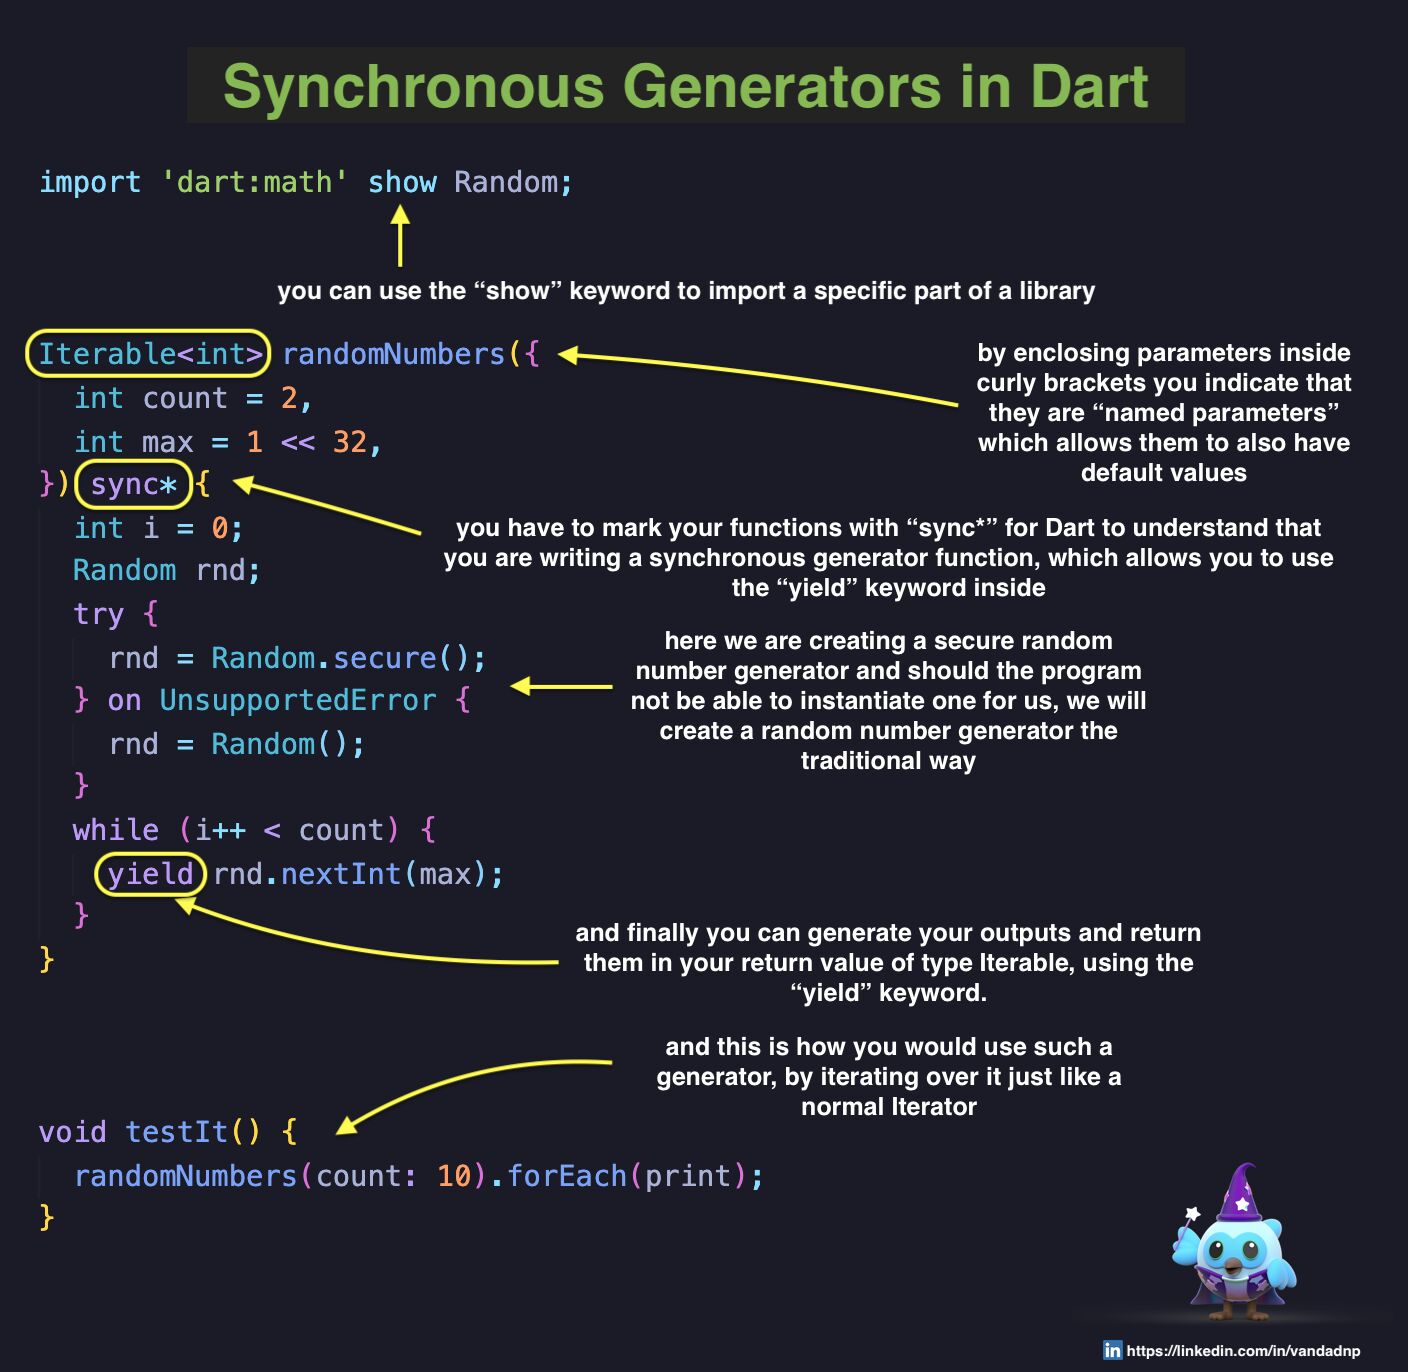 Synchronous Generators in Dart
import 'dart:math' show Random;
you can use the “show” keyword to import a specific part of a library
Iterable<int> randomNumbers({
by enclosing parameters inside
curly brackets you indicate that
they are “named parameters”
which allows them to also have
default values
int count = 2,
int max = 1 << 32,
}) sync* {
you have to mark your functions with “sync*” for Dart to understand that
you are writing a synchronous generator function, which allows you to use
the “yield” keyword inside
int i = 0;
Random rnd;
try {
rnd = Random.secure();
} on UnsupportedError {
rnd = Random();
}
here we are creating a secure random
number generator and should the program
not be able to instantiate one for us, we will
create a random number generator the
traditional way
while (i++ < count) {
yield rnd.nextInt(max);
}
}
and finally you can generate your outputs and return
them in your return value of type Iterable, using the
“yield” keyword.
and this is how you would use such a
generator, by iterating over it just like a
normal Iterator
void testIt() {
randomNumbers(count: 10).forEach(print);
}
in https://linkedin.com/in/vandadnp